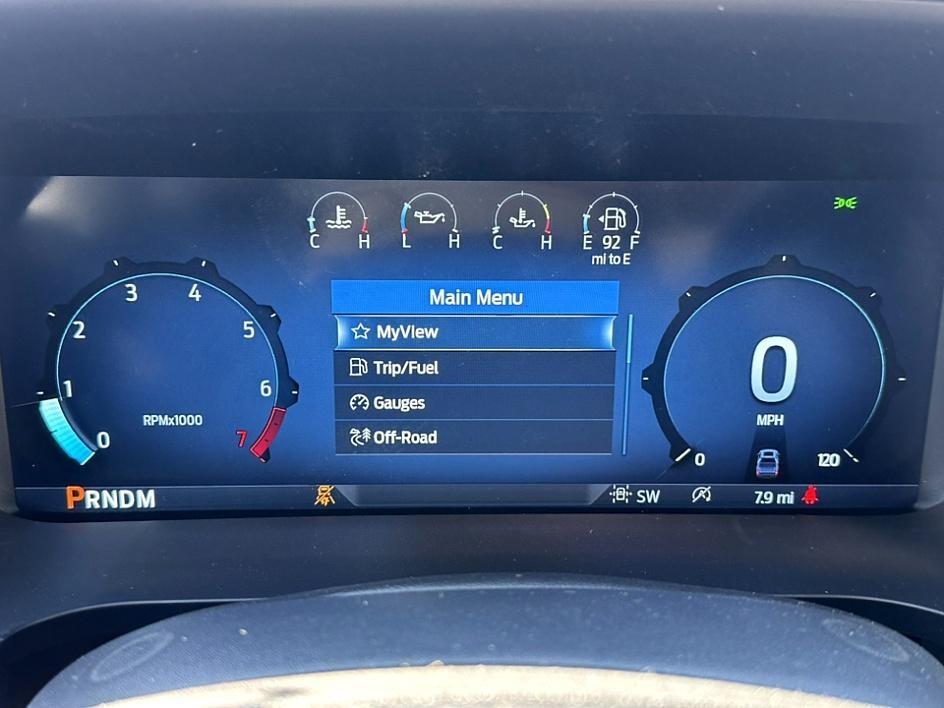 C H L H C H E 92 F
mi to E
Main Menu
MyView
Trip/Fuel
Gauges
Off-Road
0 1 2 3 4 5 6 7
RPMx1000
0
MPH
0 120
PRNDM
SW
7.9 mi